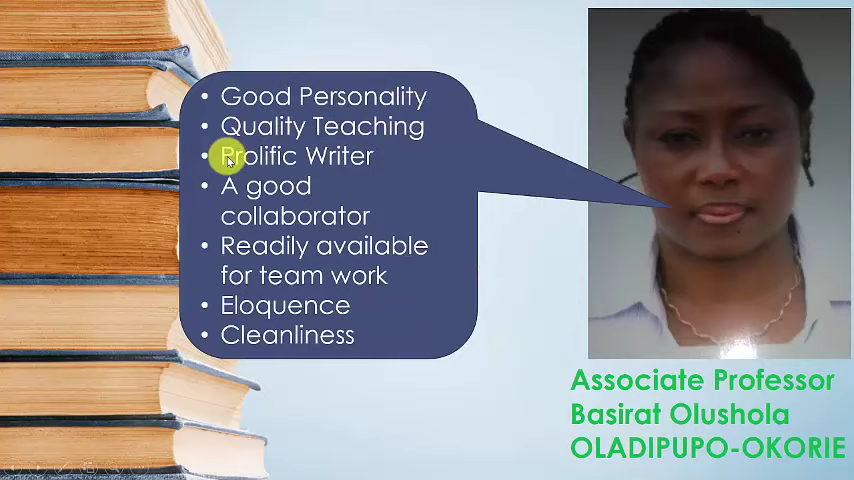 • Good Personality
• Quality Teaching
• Prolific Writer
• A good
collaborator
• Readily available
for team work
• Eloquence
• Cleanliness
Associate Professor
Basirat Olushola
OLADIPUPO-OKORIE